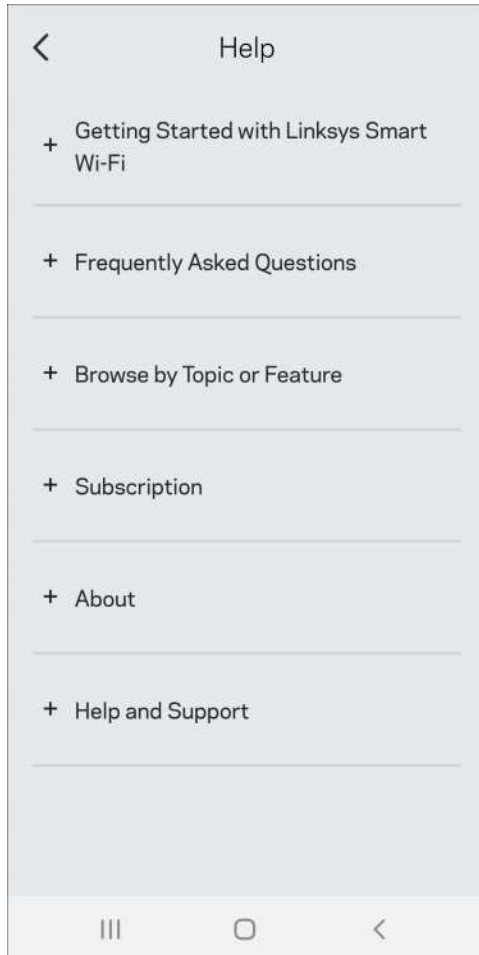 Help
Getting Started with Linksys Smart
Wi-Fi
Frequently Asked Questions
Browse by Topic or Feature
Subscription
About
Help and Support